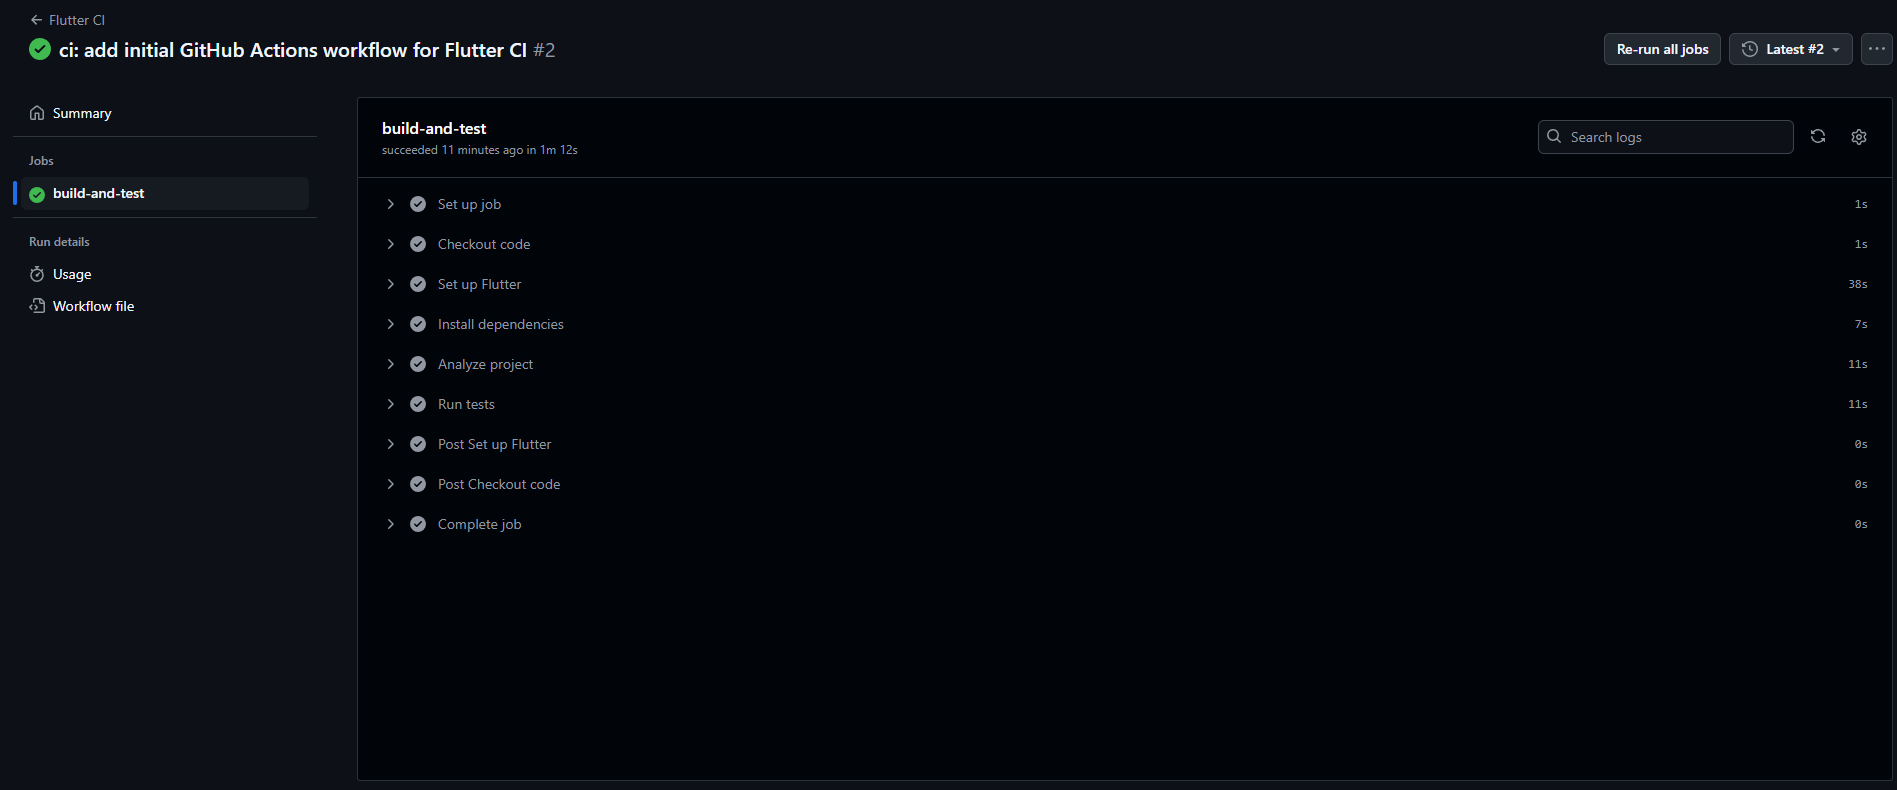 Flutter CI
ci: add initial GitHub Actions workflow for Flutter CI #2
Re-run all jobs
Latest #2
Summary
Jobs
build-and-test
Run details
Usage
Workflow file
build-and-test
succeeded 11 minutes ago in 1m 12s
Search logs
Set up job 1s
Checkout code 1s
Set up Flutter 38s
Install dependencies 7s
Analyze project 11s
Run tests 11s
Post Set up Flutter 0s
Post Checkout code 0s
Complete job 0s